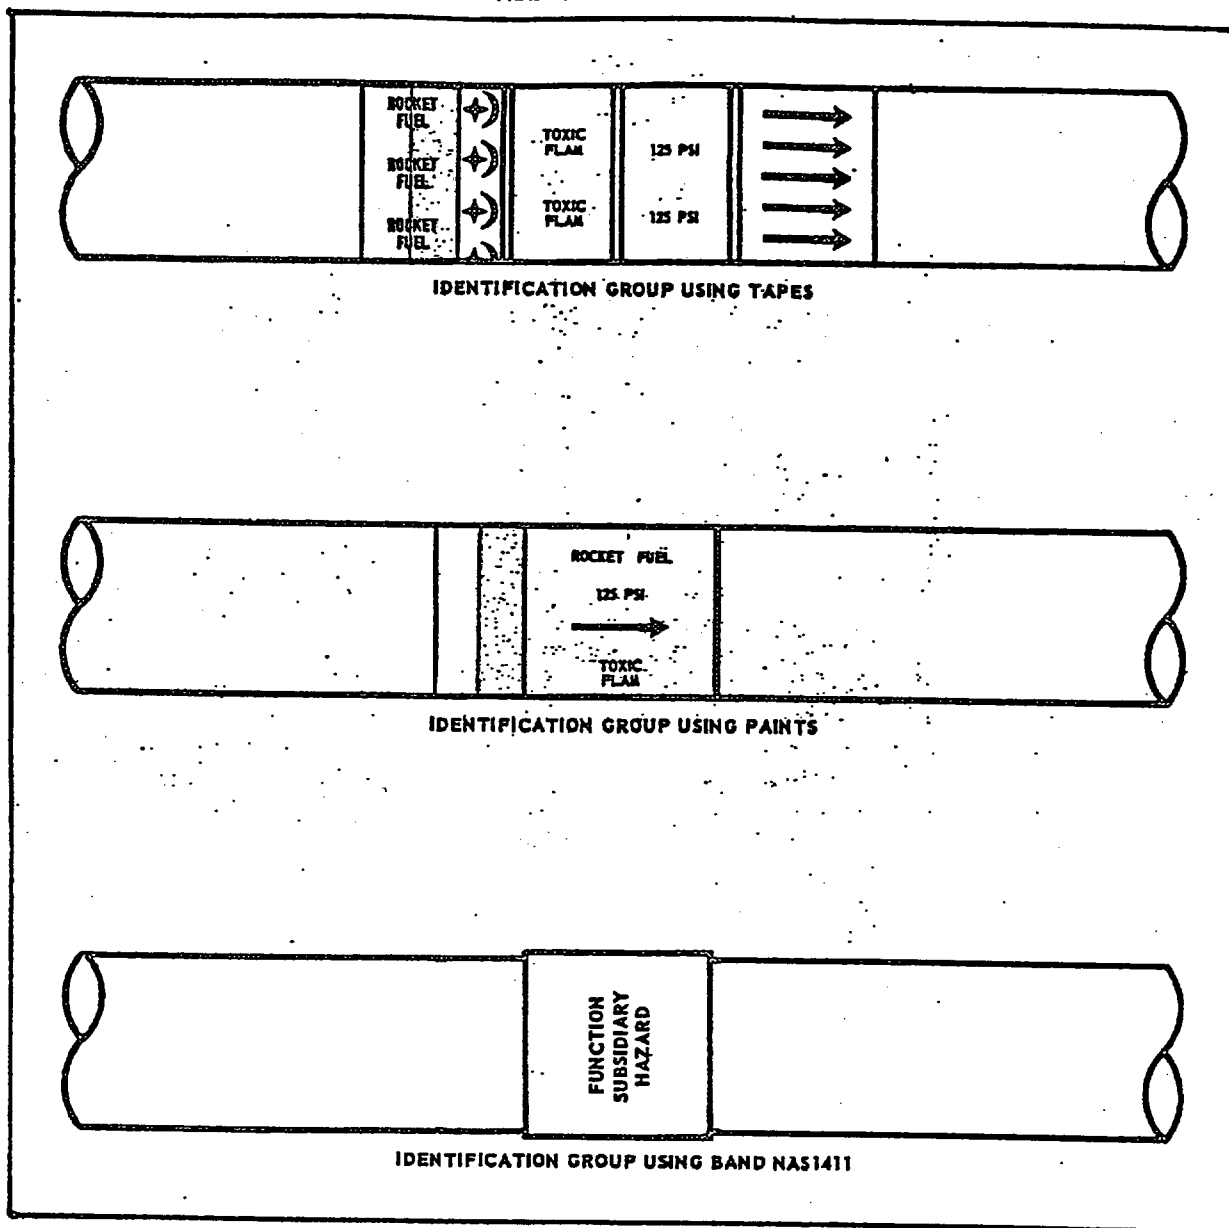 ROCKET
FUEL
ROCKET
FUEL
ROCKET
FUEL
TOXIC
FLAM
TOXIC
FLAM
125 PSI
125 PSI
IDENTIFICATION GROUP USING TAPES
ROCKET FUEL
125 PSI
TOXIC
FLAM
IDENTIFICATION GROUP USING PAINTS
FUNCTION
SUBSIDIARY
HAZARD
IDENTIFICATION GROUP USING BAND NAS1411